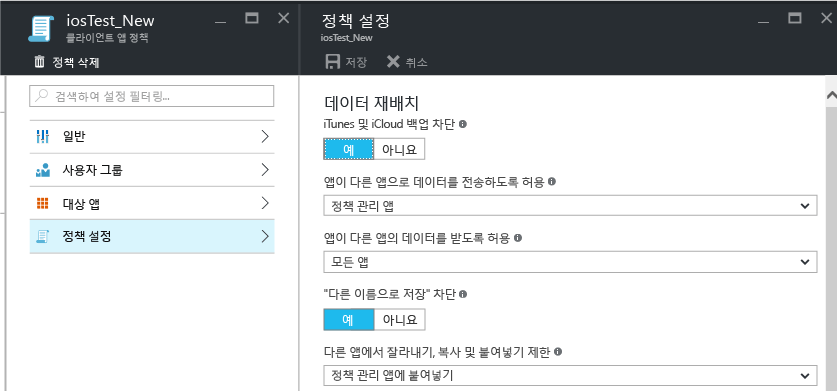 iosTest_New
클라이언트 앱 정책
정책 삭제
검색하여 설정 필터링...
일반
사용자 그룹
대상 앱
정책 설정
정책 설정
iosTest_New
저장
취소
데이터 재배치
iTunes 및 iCloud 백업 차단
예 아니요
앱이 다른 앱으로 데이터를 전송하도록 허용
정책 관리 앱
앱이 다른 앱의 데이터를 받도록 허용
모든 앱
"다른 이름으로 저장" 차단
예 아니요
다른 앱에서 잘라내기, 복사 및 붙여넣기 제한
정책 관리 앱에 붙여넣기